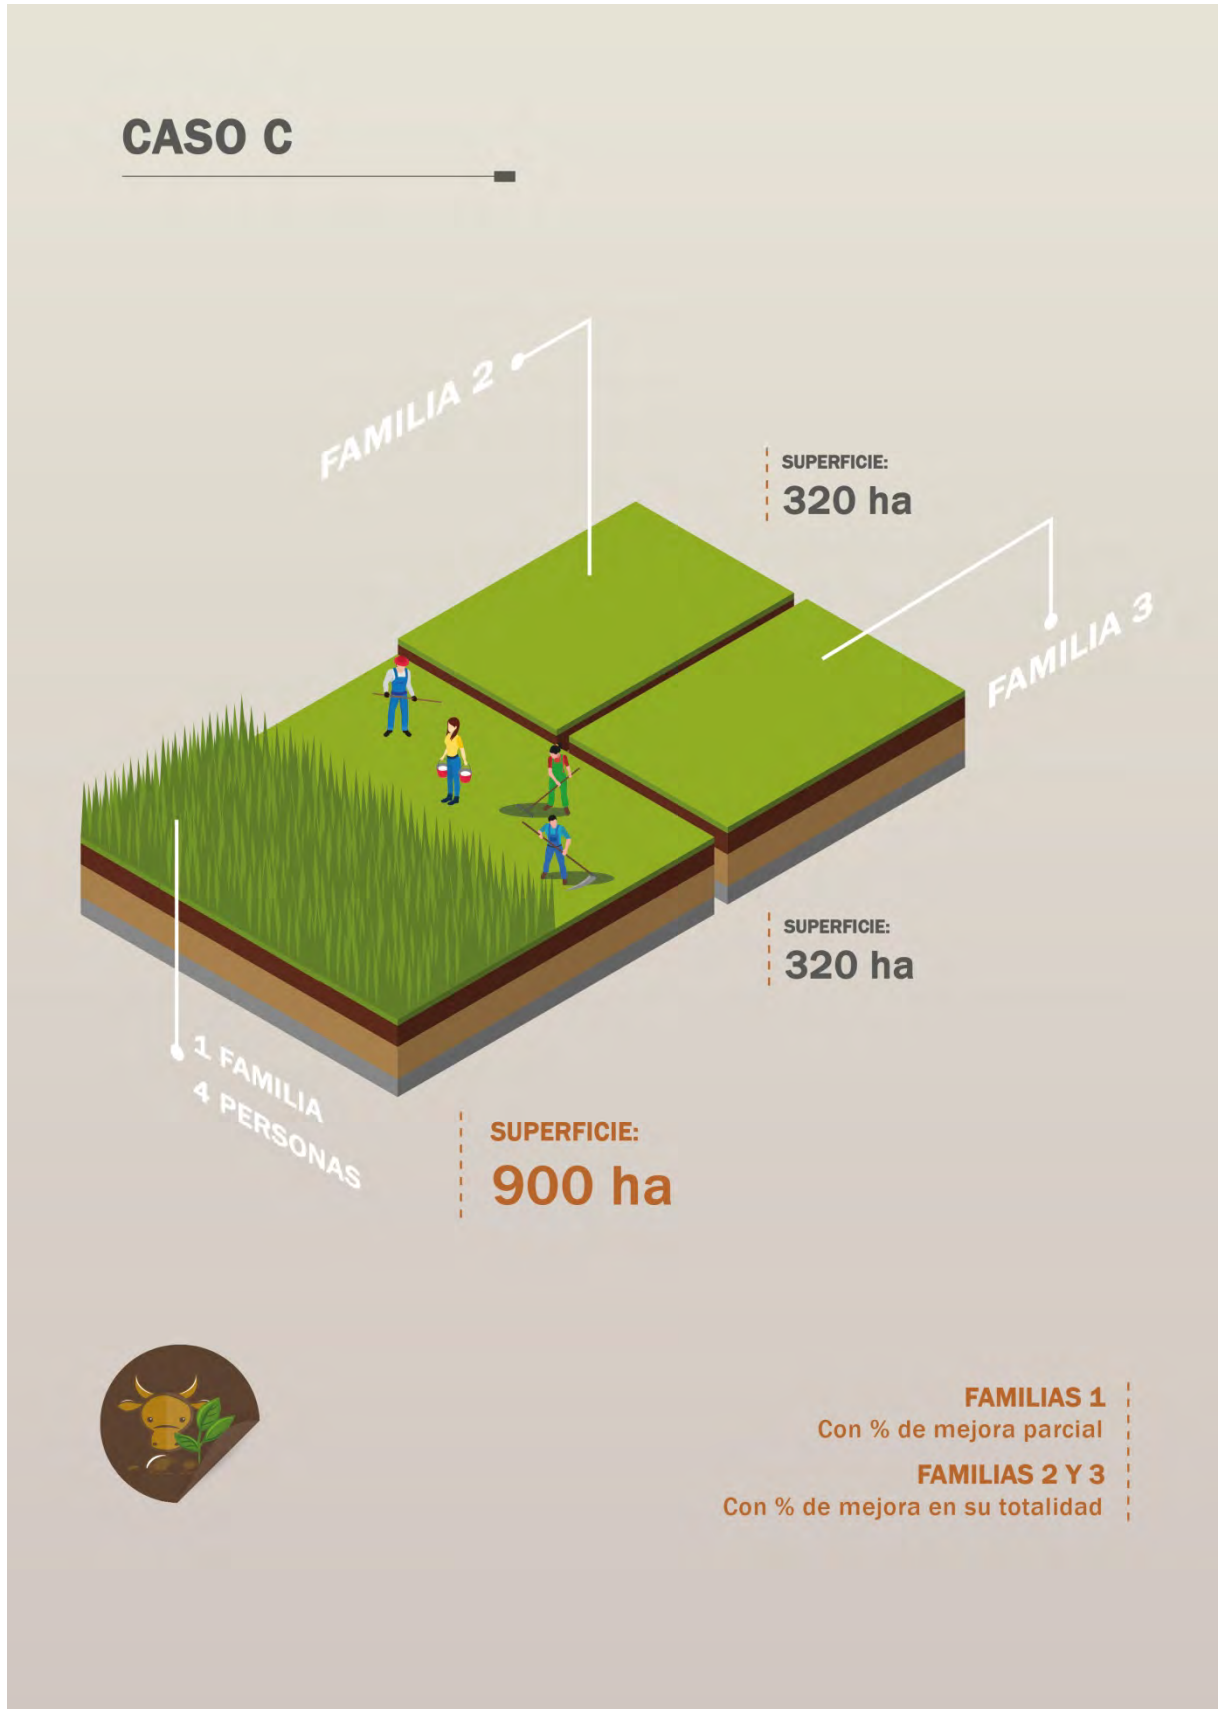 CASO C
FAMILIA 2
SUPERFICIE:
320 ha
FAMILIA 3
SUPERFICIE:
320 ha
1 FAMILIA
4 PERSONAS
SUPERFICIE:
900 ha
FAMILIAS 1
Con % de mejora parcial
FAMILIAS 2 Y 3
Con % de mejora en su totalidad